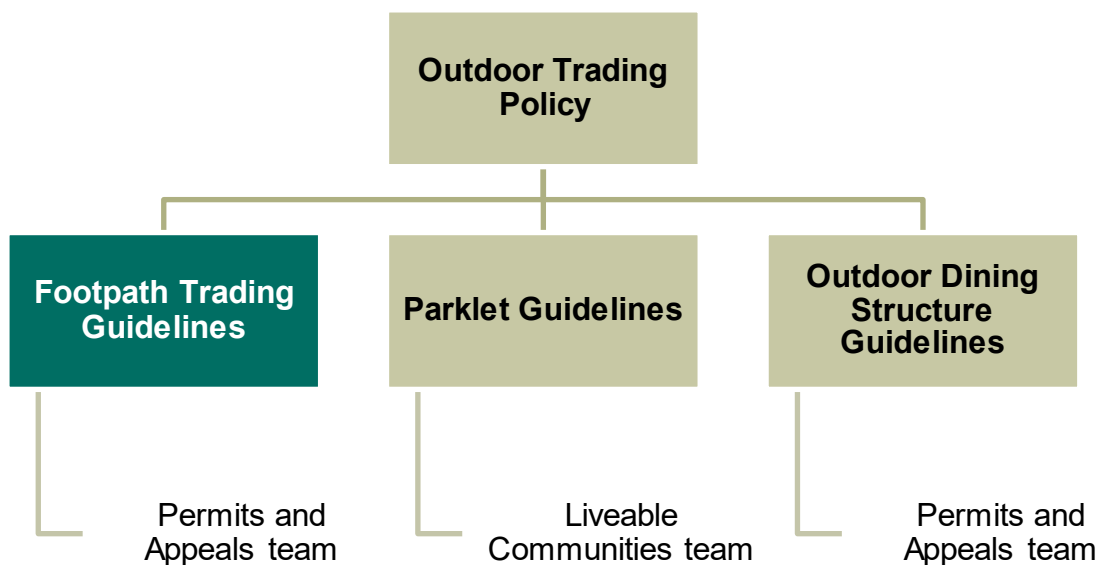 Outdoor Trading
Policy
Footpath Trading
Guidelines
Parklet Guidelines
Outdoor Dining
Structure
Guidelines
Permits and
Appeals team
Liveable
Communities team
Permits and
Appeals team